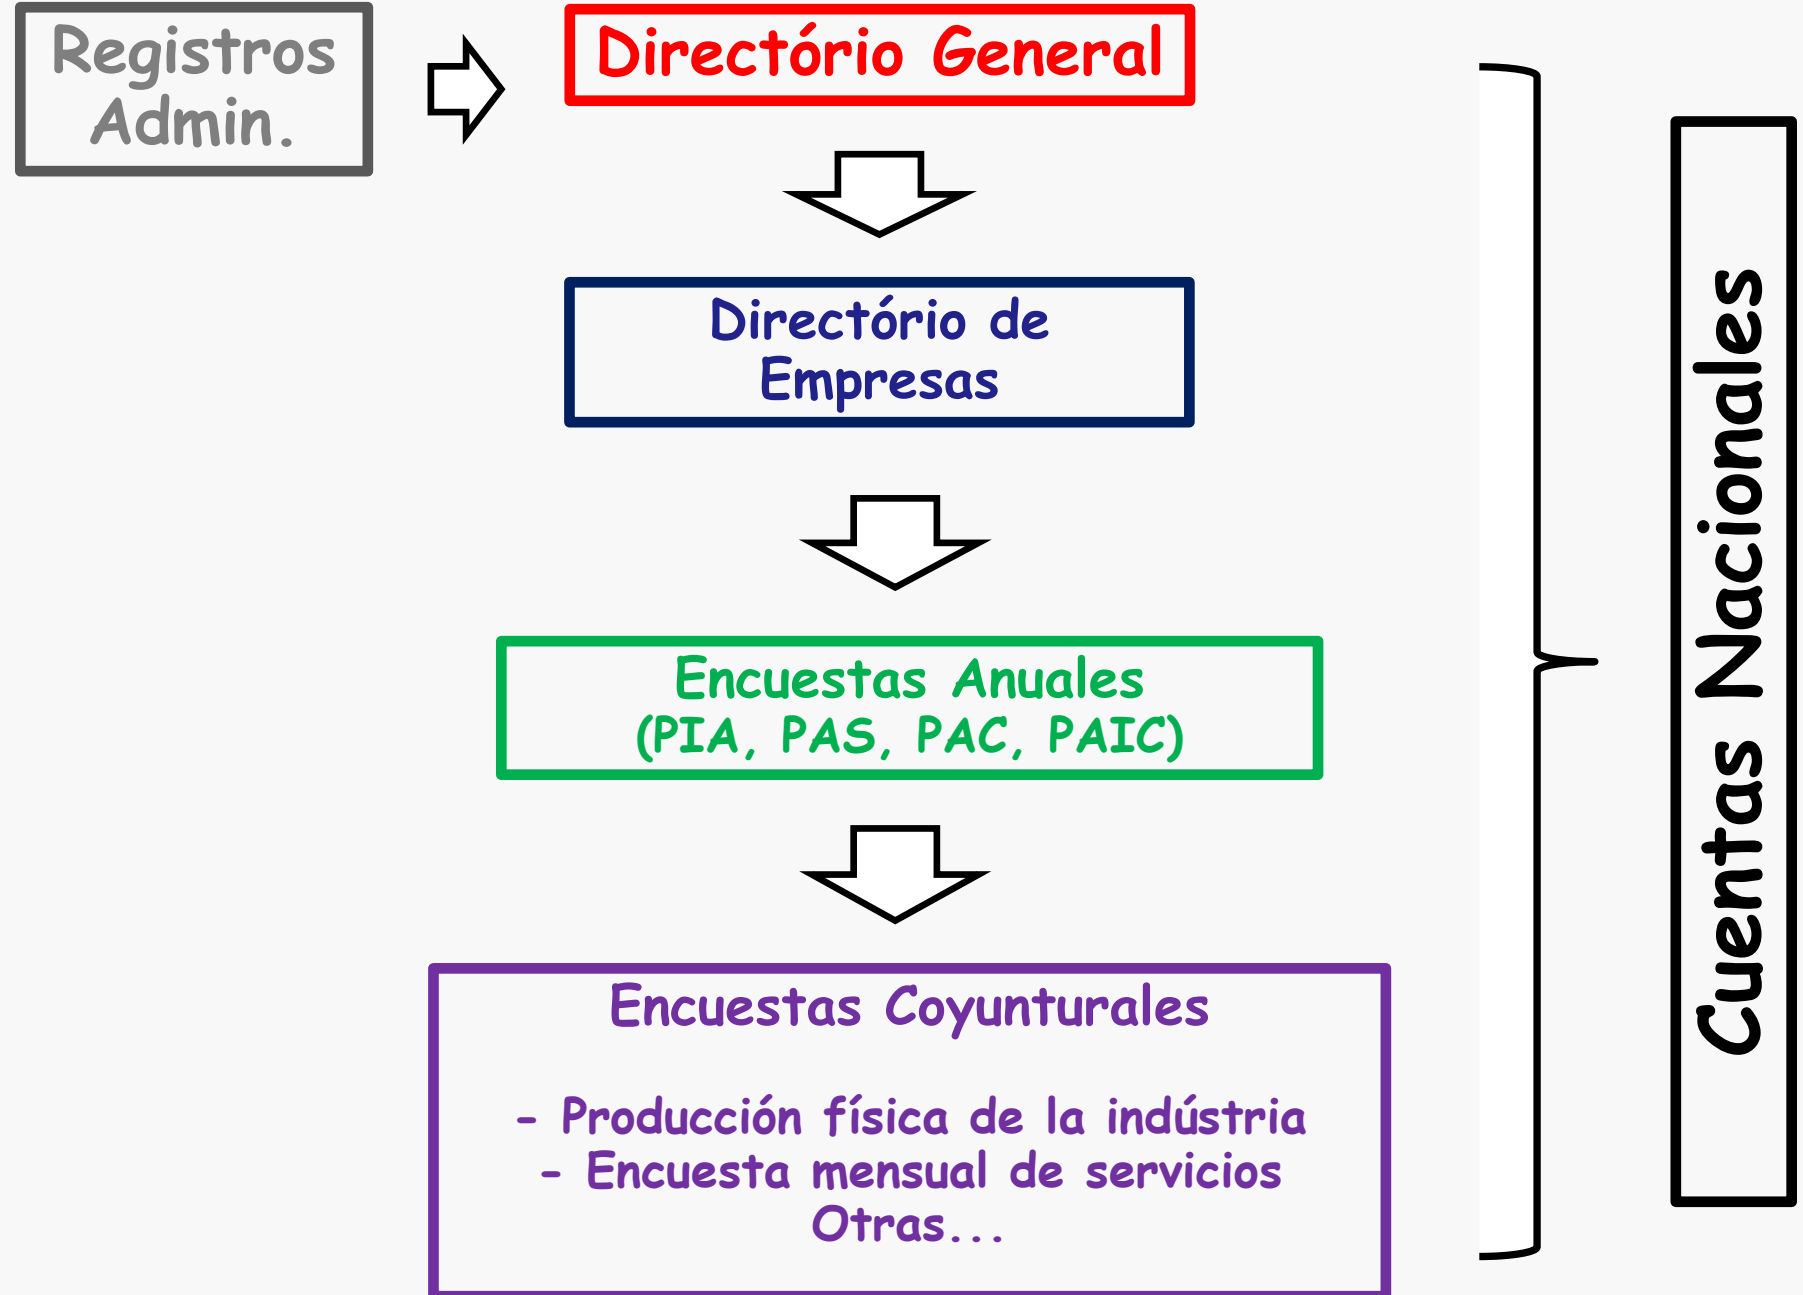 Registros
Admin.
Directório General
Directório de
Empresas
Encuestas Anuales
(PIA, PAS, PAC, PAIC)
Encuestas Coyunturales
- Producción física de la indústria
- Encuesta mensual de servicios
Otras...
Cuentas Nacionales